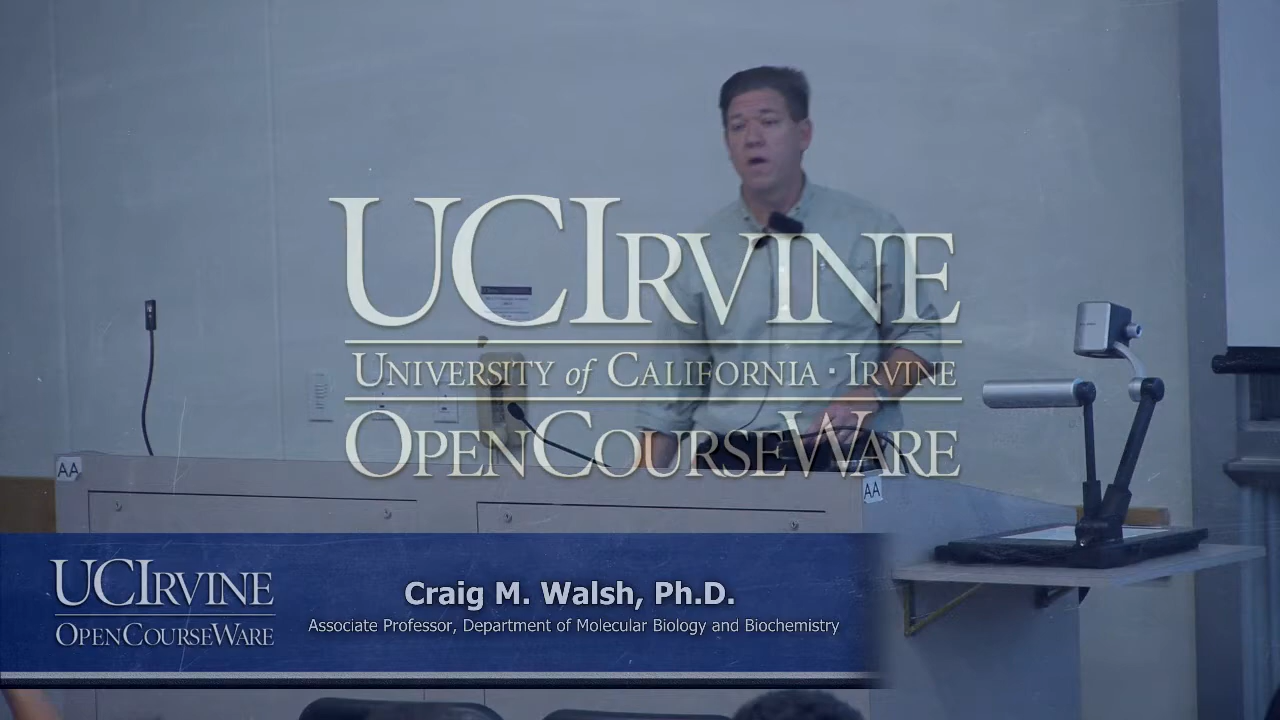 UCIRVINE
UNIVERSITY of CALIFORNIA · IRVINE
OPENCOURSEWARE
AA
AA
UCIRVINE
OPENCOURSEWARE
Craig M. Walsh, Ph.D.
Associate Professor, Department of Molecular Biology and Biochemistry